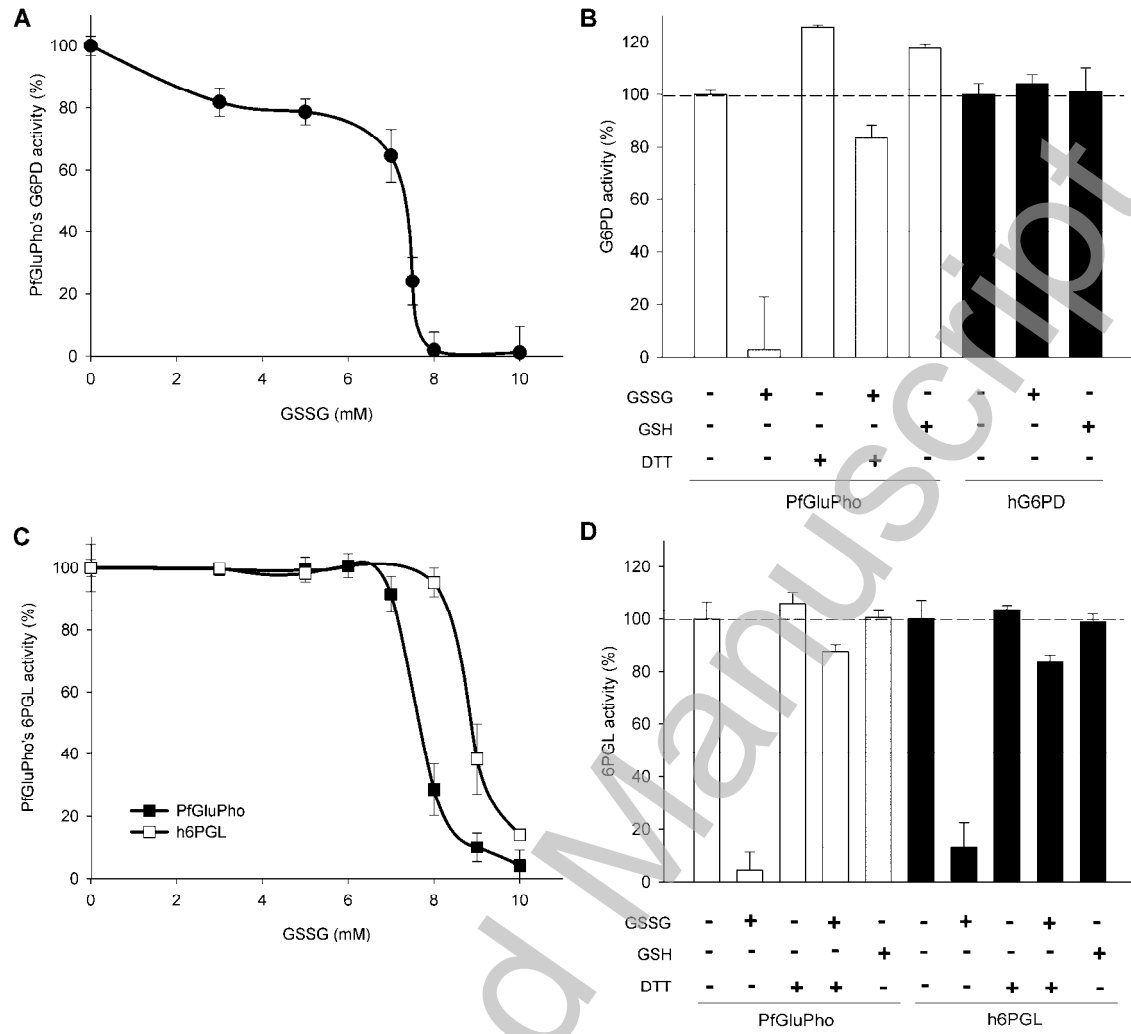 A
PfGluPho's G6PD activity (%)
100
80
60
40
20
0
0 2 4 6 8 10
GSSG (mM)
B
G6PD activity (%)
120
100
80
60
40
20
0
GSSG - + - + - - + -
GSH - - - - + - - +
DTT - - + + - - - -
PfGluPho hG6PD
C
PfGluPho's 6PGL activity (%)
100
80
60
40
20
0
PfGluPho
h6PGL
0 2 4 6 8 10
GSSG (mM)
D
6PGL activity (%)
120
100
80
60
40
20
0
GSSG - + - + - - + - + -
GSH - - - - + - - - - +
DTT - - + + - - - + + -
PfGluPho h6PGL
d Manuscript